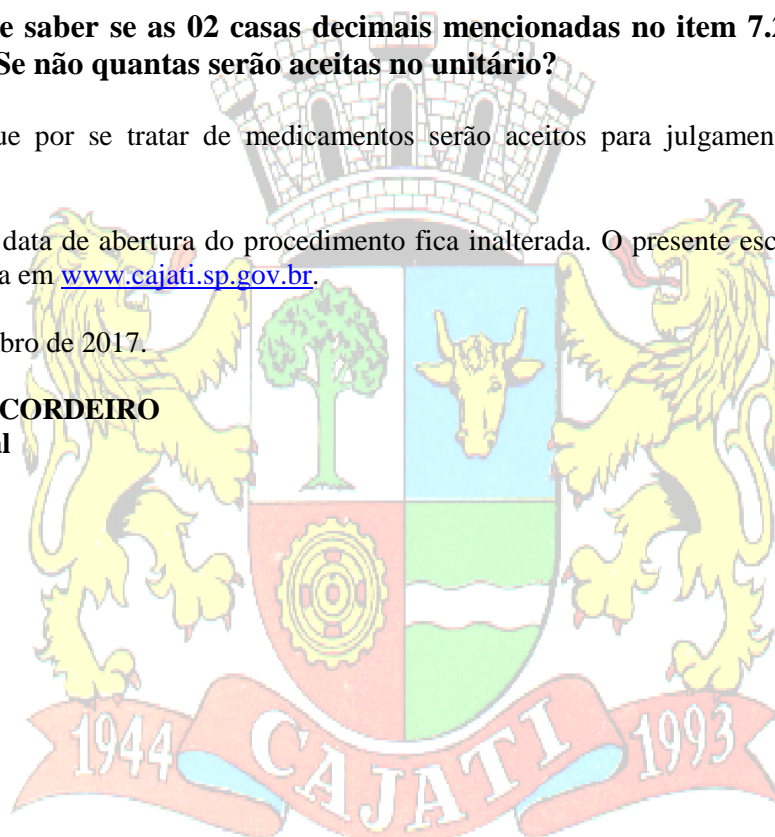 e saber se as 02 casas decimais mencionadas no item 7.2
Se não quantas serão aceitas no unitário?
ue por se tratar de medicamentos serão aceitos para julgamen
data de abertura do procedimento fica inalterada. O presente esc
a em www.cajati.sp.gov.br.
bro de 2017.
CORDEIRO
al
1944 CAJATI 1993